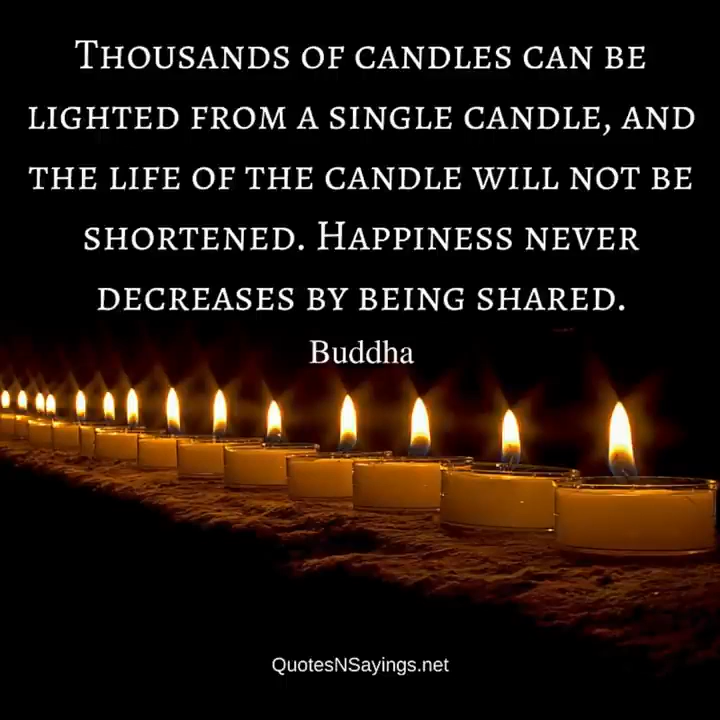 Thousands of candles can be
lighted from a single candle, and
the life of the candle will not be
shortened. Happiness never
decreases by being shared.
Buddha
QuotesNSayings.net